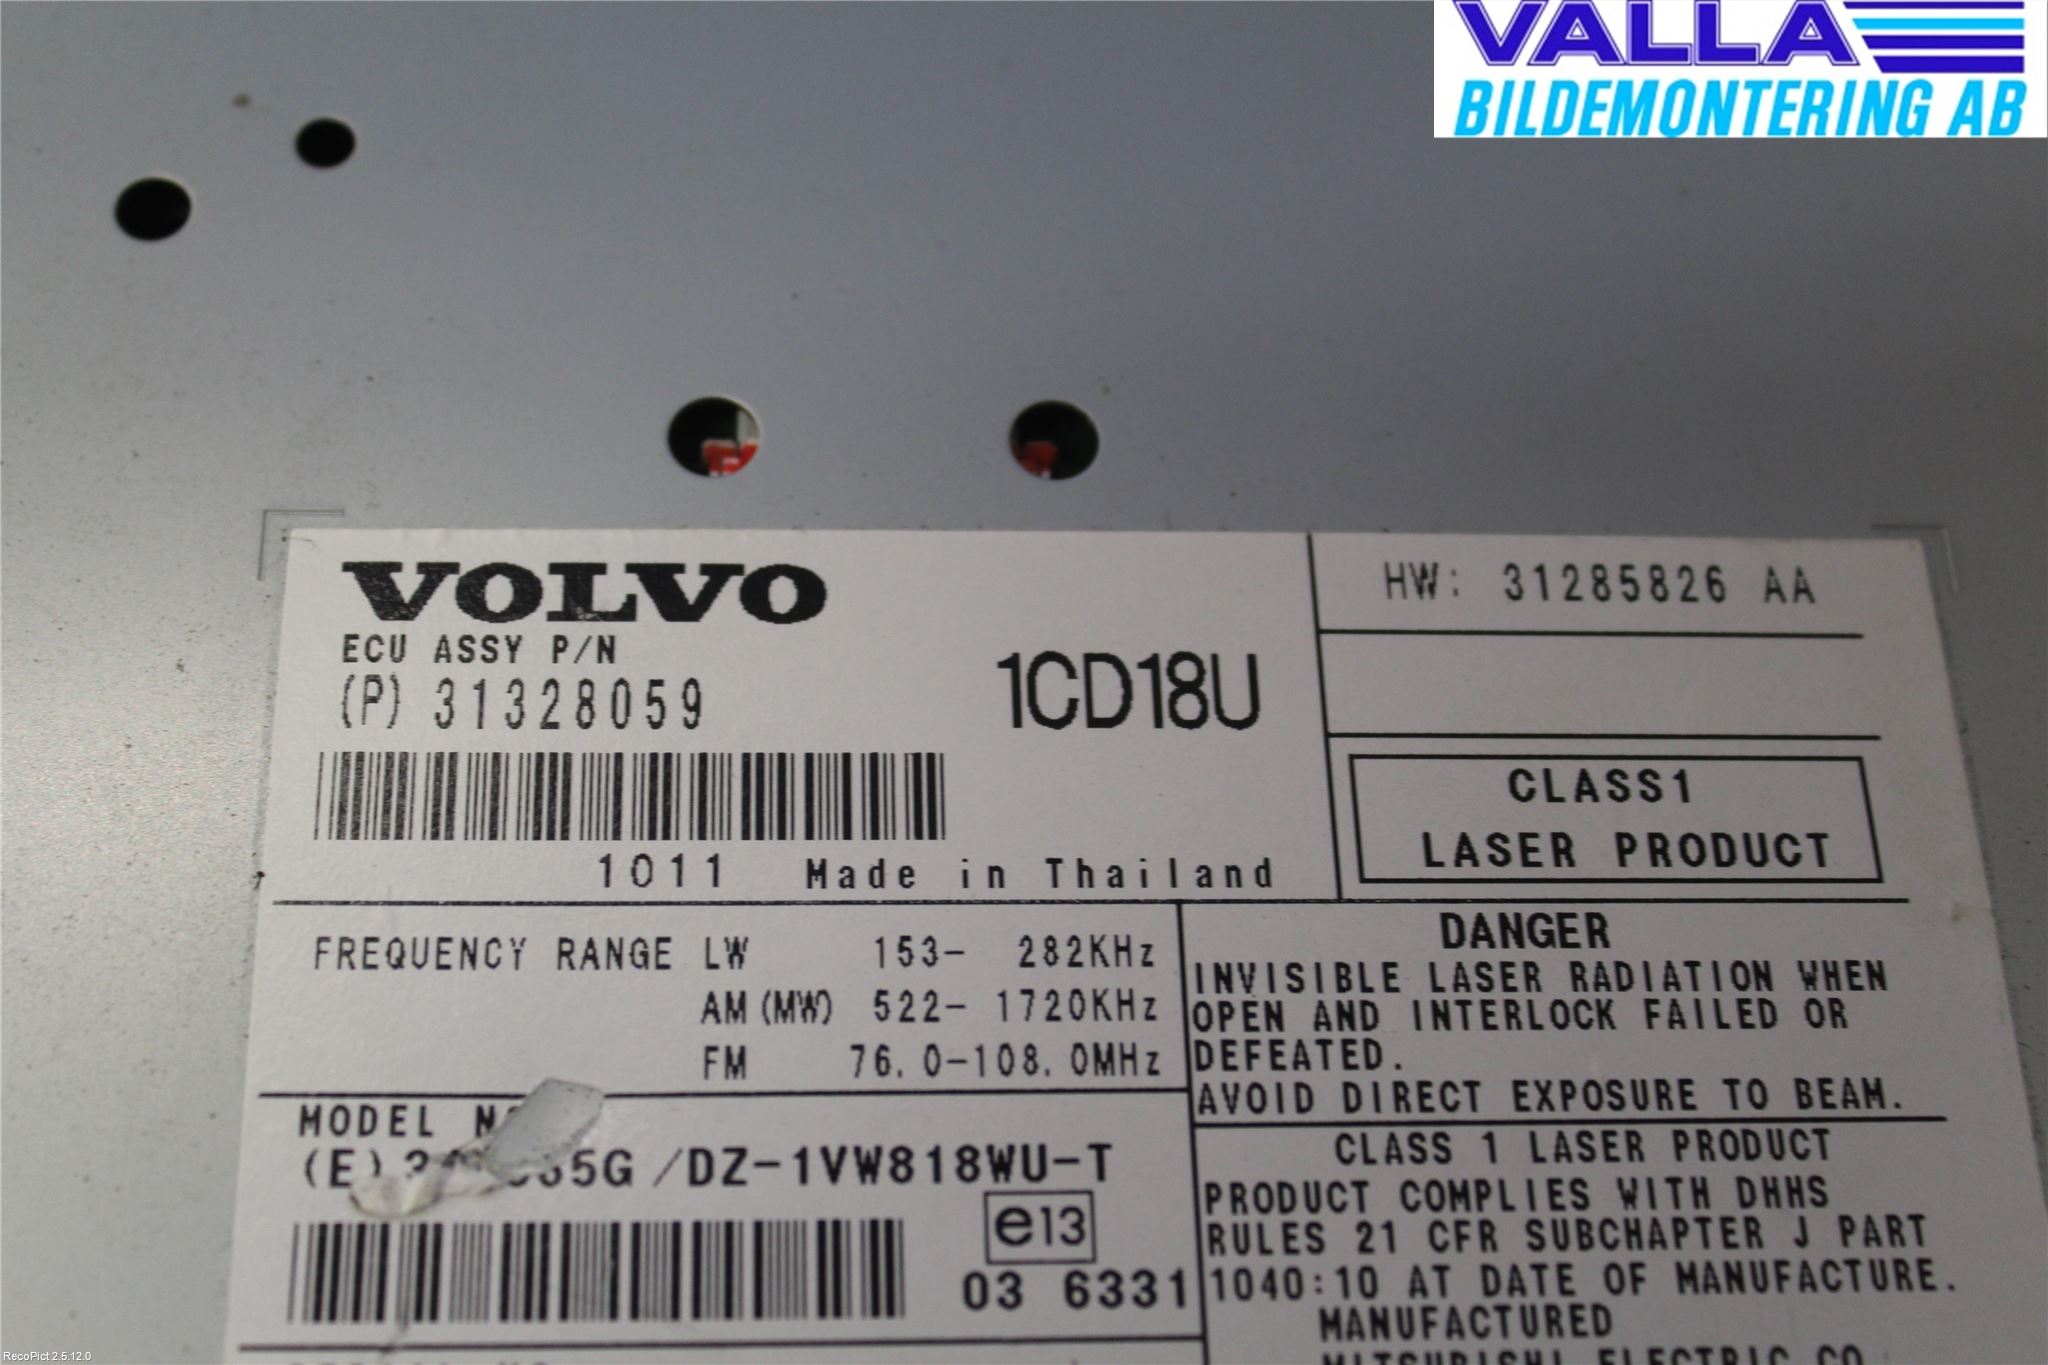 VALLA
BILDEMONTERING AB
VOLVO
ECU ASSY P/N
(P) 31328059
1CD18U
1011 Made in Thailand
HW: 31285826 AA
CLASS1
LASER PRODUCT
FREQUENCY RANGE LW 153- 282KHz
AM(MW) 522- 1720KHz
FM 76.0-108.0MHz
DANGER
INVISIBLE LASER RADIATION WHEN
OPEN AND INTERLOCK FAILED OR
DEFEATED.
AVOID DIRECT EXPOSURE TO BEAM.
MODEL
/DZ-1VW818WU-T
e13
03 6331
CLASS 1 LASER PRODUCT
PRODUCT COMPLIES WITH DHHS
RULES 21 CFR SUBCHAPTER J PART
1040:10 AT DATE OF MANUFACTURE.
MANUFACTURED
MITSUBISHI ELECTRIC CO
RecoPict 2.5.12.0